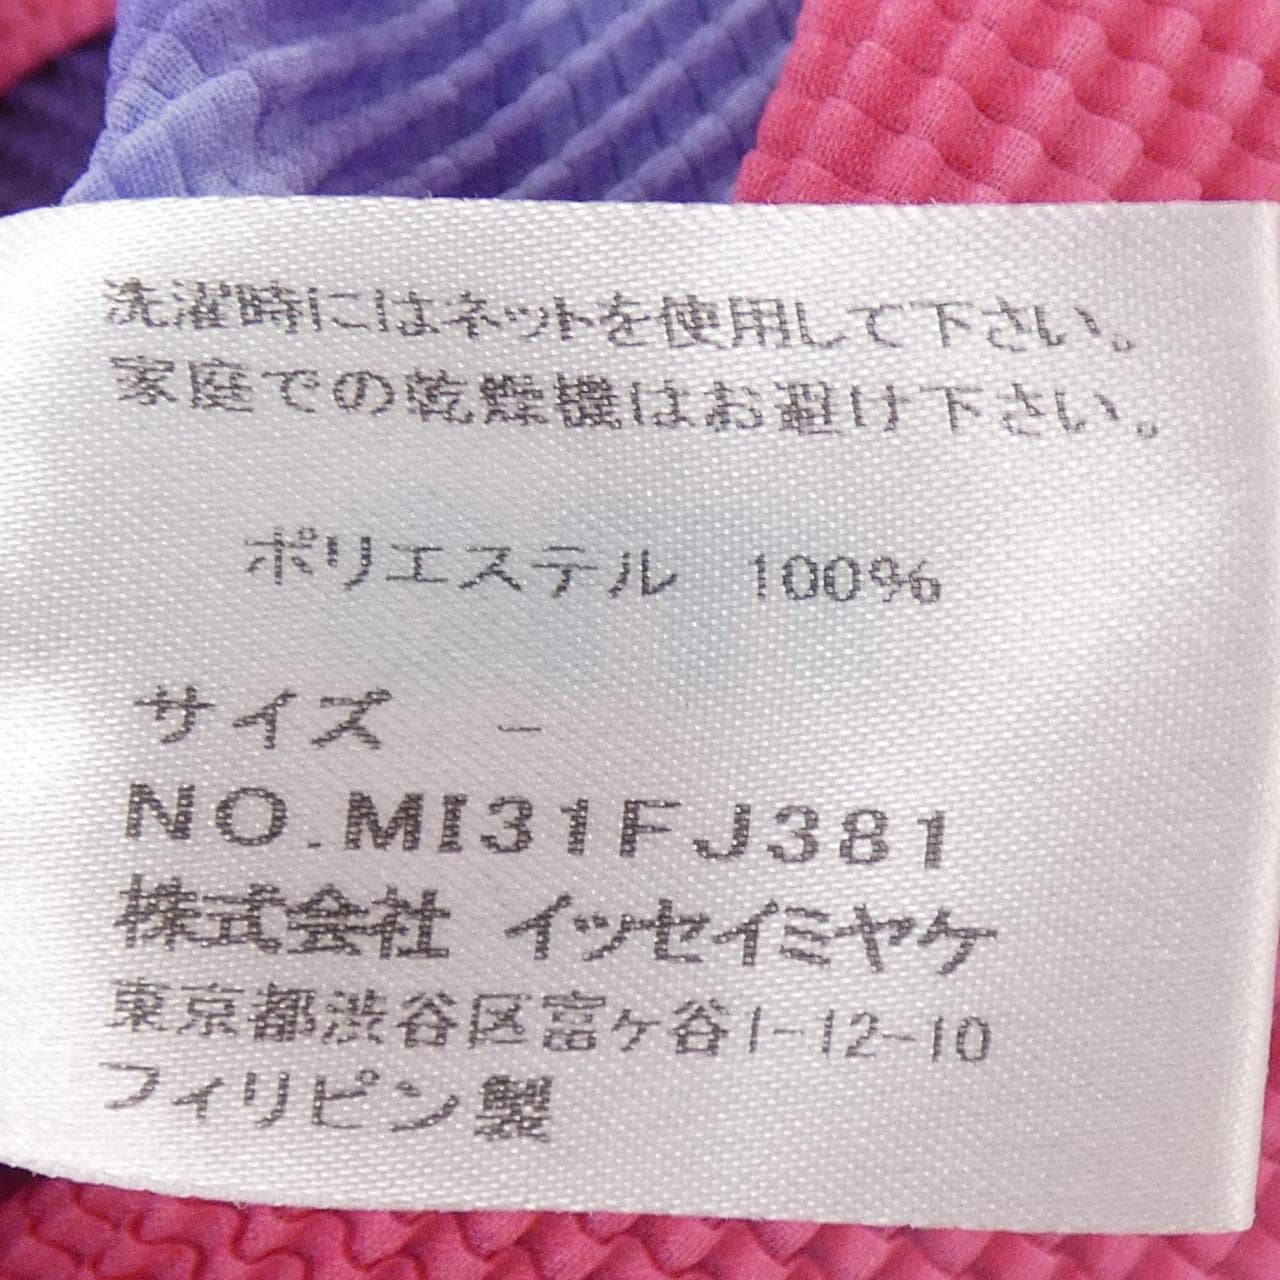 洗濯時にはネットを使用して下さい。
家庭での乾燥機はお避け下さい。
ポリエステル 100%
サイズ -
NO.MI31FJ381
株式会社 イッセイミヤケ
東京都渋谷区富ヶ谷1-12-10
フィリピン製